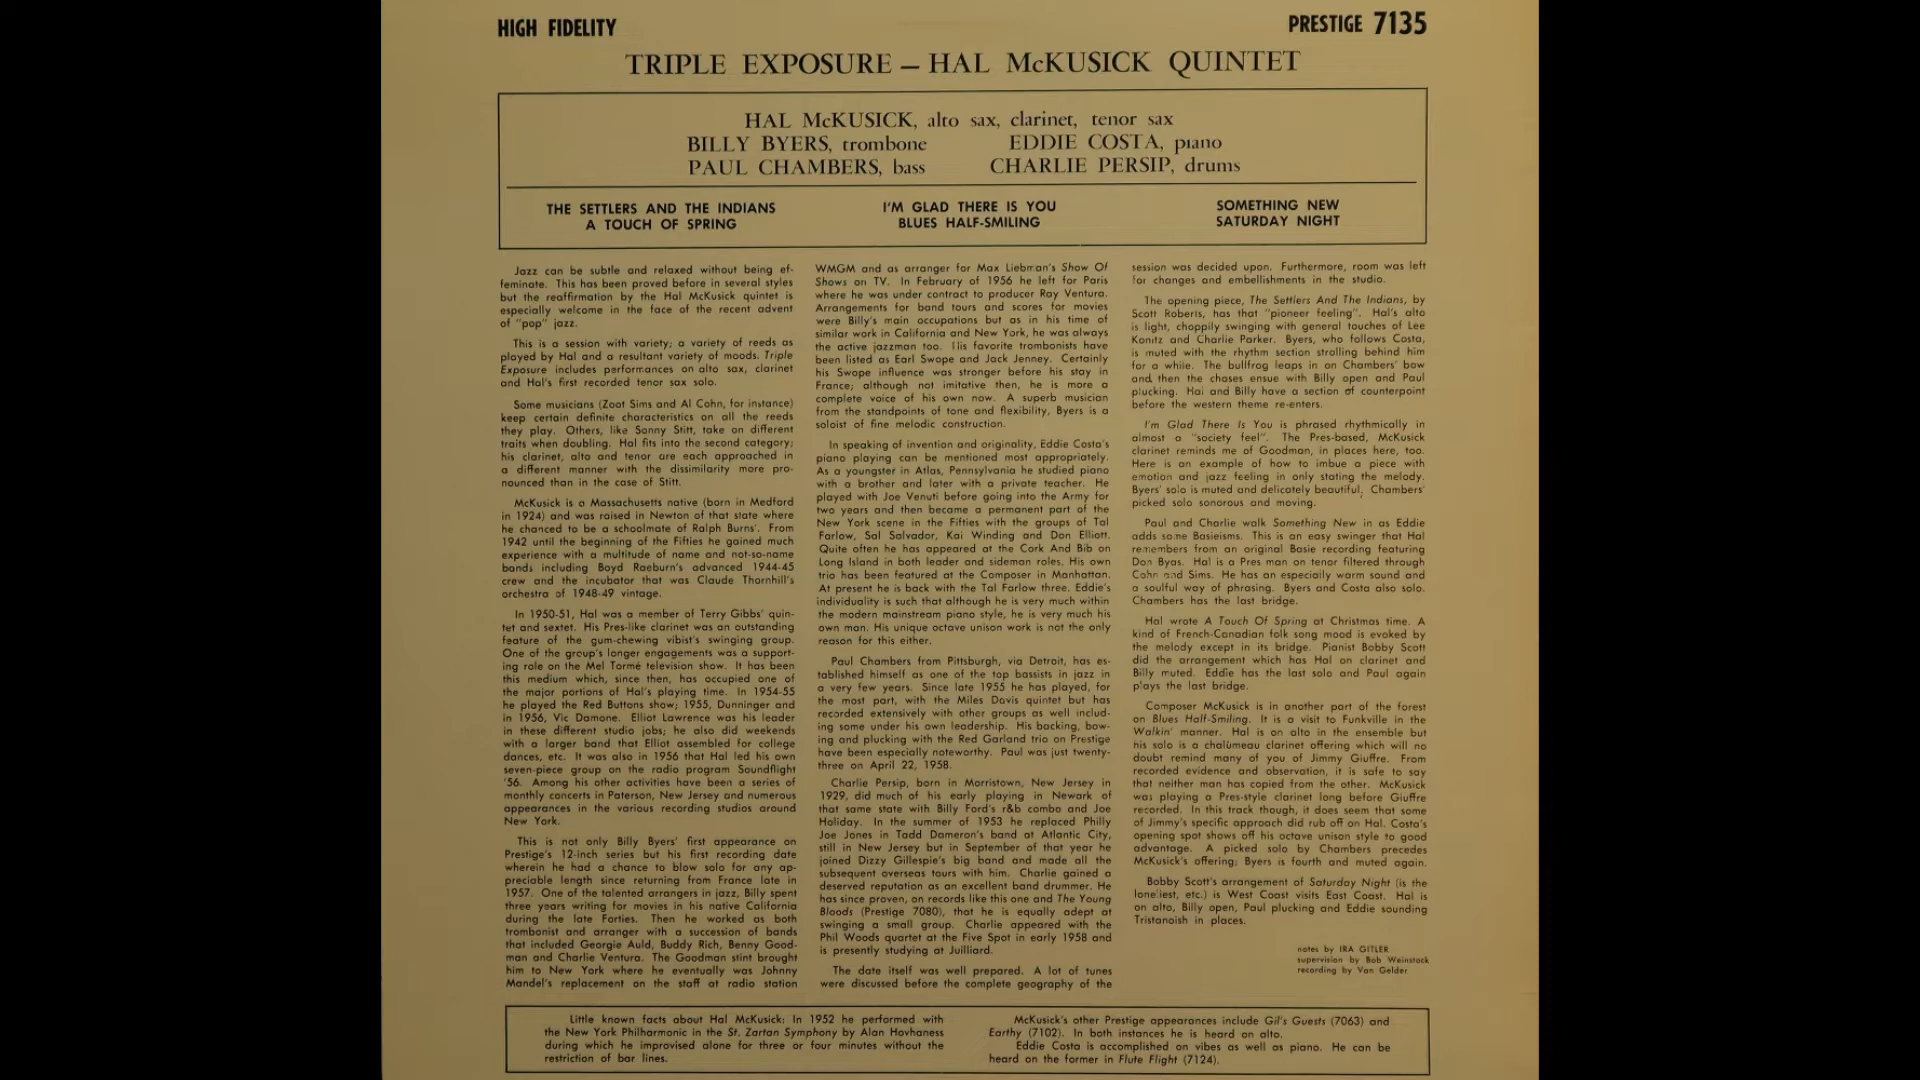 HIGH FIDELITY
PRESTIGE 7135
TRIPLE EXPOSURE — HAL McKUSICK QUINTET
HAL McKUSICK, alto sax, clarinet, tenor sax
BILLY BYERS, trombone EDDIE COSTA, piano
PAUL CHAMBERS, bass CHARLIE PERSIP, drums
THE SETTLERS AND THE INDIANS
A TOUCH OF SPRING
I'M GLAD THERE IS YOU
BLUES HALF-SMILING
SOMETHING NEW
SATURDAY NIGHT
Jazz can be subtle and relaxed without being ef-
feminate. This has been proved before in several styles
but the reaffirmation by the Hal McKusick quintet is
especially welcome in the face of the recent advent
of "pop" jazz.
This is a session with variety; a variety of reeds as
played by Hal and a resultant variety of moods. Triple
Exposure includes performances on alto sax, clarinet
and Hal's first recorded tenor sax solo.
Some musicians (Zoot Sims and Al Cohn, for instance)
keep certain definite characteristics on all the reeds
they play. Others, like Sonny Stitt, take on different
traits when doubling. Hal fits into the second category;
his clarinet, alto and tenor are each approached in
a different manner with the dissimilarity more pro-
nounced than in the case of Stitt.
McKusick is a Massachusetts native (born in Medford
in 1924) and was raised in Newton of that state where
he chanced to be a schoolmate of Ralph Burns'. From
1942 until the beginning of the Fifties he gained much
experience with a multitude of name and not-so-name
bands including Boyd Raeburn's advanced 1944-45
crew and the incubator that was Claude Thornhill's
orchestra of 1948-49 vintage.
In 1950-51, Hal was a member of Terry Gibbs' quin-
tet and sextet. His Pres-like clarinet was an outstanding
feature of the gum-chewing vibist's swinging group.
One of the group's longer engagements was a support-
ing role on the Mel Tormé television show. It has been
this medium which, since then, has occupied one of
the major portions of Hal's playing time. In 1954-55
he played the Red Buttons show; 1955, Dunninger and
in 1956, Vic Damone. Elliot Lawrence was his leader
in these different studio jobs; he also did weekends
with a larger band that Elliot assembled for college
dances, etc. It was also in 1956 that Hal led his own
seven-piece group on the radio program Soundflight
'56. Among his other activities have been a series of
monthly concerts in Paterson, New Jersey and numerous
appearances in the various recording studios around
New York.
This is not only Billy Byers' first appearance on
Prestige's 12-inch series but his first recording date
wherein he had a chance to blow solo for any ap-
preciable length since returning from France late in
1957. One of the talented arrangers in jazz, Billy spent
three years writing for movies in his native California
during the late Forties. Then he worked as both
trombonist and arranger with a succession of bands
that included Georgie Auld, Buddy Rich, Benny Good-
man and Charlie Ventura. The Goodman stint brought
him to New York where he eventually was Johnny
Mandel's replacement on the staff at radio station
WMGM and as arranger for Max Liebman's Show Of
Shows on TV. In February of 1956 he left for Paris
where he was under contract to producer Ray Ventura.
Arrangements for band tours and scores for movies
were Billy's main occupations but as in his time of
similar work in California and New York, he was always
the active jazzman too. His favorite trombonists have
been listed as Earl Swope and Jack Jenney. Certainly
his Swope influence was stronger before his stay in
France; although not imitative then, he is more a
complete voice of his own now. A superb musician
from the standpoints of tone and flexibility, Byers is a
soloist of fine melodic construction.
In speaking of invention and originality, Eddie Costa's
piano playing can be mentioned most appropriately.
As a youngster in Atlas, Pennsylvania he studied piano
with a brother and later with a private teacher. He
played with Joe Venuti before going into the Army for
two years and then became a permanent part of the
New York scene in the Fifties with the groups of Tal
Farlow, Sal Salvador, Kai Winding and Don Elliott.
Quite often he has appeared at the Cork And Bib on
Long Island in both leader and sideman roles. His own
trio has been featured at the Composer in Manhattan.
At present he is back with the Tal Farlow three. Eddie's
individuality is such that although he is very much within
the modern mainstream piano style, he is very much his
own man. His unique octave unison work is not the only
reason for this either.
Paul Chambers from Pittsburgh, via Detroit, has es-
tablished himself as one of the top bassists in jazz in
a very few years. Since late 1955 he has played, for
the most part, with the Miles Davis quintet but has
recorded extensively with other groups as well includ-
ing some under his own leadership. His backing, bow-
ing and plucking with the Red Garland trio on Prestige
have been especially noteworthy. Paul was just twenty-
three on April 22, 1958.
Charlie Persip, born in Morristown, New Jersey in
1929, did much of his early playing in Newark of
that same state with Billy Ford's r&b combo and Joe
Holiday. In the summer of 1953 he replaced Philly
Joe Jones in Tadd Dameron's band at Atlantic City,
still in New Jersey but in September of that year he
joined Dizzy Gillespie's big band and made all the
subsequent overseas tours with him. Charlie gained a
deserved reputation as an excellent band drummer. He
has since proven, on records like this one and The Young
Bloods (Prestige 7080), that he is equally adept at
swinging a small group. Charlie appeared with the
Phil Woods quartet at the Five Spot in early 1958 and
is presently studying at Juilliard.
The date itself was well prepared. A lot of tunes
were discussed before the complete geography of the
session was decided upon. Furthermore, room was left
for changes and embellishments in the studio.
The opening piece, The Settlers And The Indians, by
Scott Roberts, has that "pioneer feeling". Hal's alto
is light, choppily swinging with general touches of Lee
Konitz and Charlie Parker. Byers, who follows Costa,
is muted with the rhythm section strolling behind him
for a while. The bullfrog leaps in on Chambers' bow
and then the chases ensue with Billy open and Paul
plucking. Hal and Billy have a section of counterpoint
before the western theme re-enters.
I'm Glad There Is You is phrased rhythmically in
almost a "society feel". The Pres-based, McKusick
clarinet reminds me of Goodman, in places here, too.
Here is an example of how to imbue a piece with
emotion and jazz feeling in only stating the melody.
Byers' solo is muted and delicately beautiful, Chambers'
picked solo sonorous and moving.
Paul and Charlie walk Something New in as Eddie
adds some Basieisms. This is an easy swinger that Hal
remembers from an original Basie recording featuring
Don Byas. Hal is a Pres man on tenor filtered through
Cohn and Sims. He has an especially warm sound and
a soulful way of phrasing. Byers and Costa also solo.
Chambers has the last bridge.
Hal wrote A Touch Of Spring at Christmas time. A
kind of French-Canadian folk song mood is evoked by
the melody except in its bridge. Pianist Bobby Scott
did the arrangement which has Hal on clarinet and
Billy muted. Eddie has the last solo and Paul again
plays the last bridge.
Composer McKusick is in another part of the forest
on Blues Half-Smiling. It is a visit to Funkville in the
Walkin' manner. Hal is on alto in the ensemble but
his solo is a chalumeau clarinet offering which will no
doubt remind many of you of Jimmy Giuffre. From
recorded evidence and observation, it is safe to say
that neither man has copied from the other. McKusick
was playing a Pres-style clarinet long before Giuffre
recorded. In this track though, it does seem that some
of Jimmy's specific approach did rub off on Hal. Costa's
opening spot shows off his octave unison style to good
advantage. A picked solo by Chambers precedes
McKusick's offering; Byers is fourth and muted again.
Bobby Scott's arrangement of Saturday Night (is the
loneliest, etc.) is West Coast visits East Coast. Hal is
on alto, Billy open, Paul plucking and Eddie sounding
Tristanoish in places.
notes by IRA GITLER
supervision by Bob Weinstock
recording by Van Gelder
Little known facts about Hal McKusick: In 1952 he performed with
the New York Philharmonic in the St. Zartan Symphony by Alan Hovhaness
during which he improvised alone for three or four minutes without the
restriction of bar lines.
McKusick's other Prestige appearances include Gil's Guests (7063) and
Earthy (7102). In both instances he is heard on alto.
Eddie Costa is accomplished on vibes as well as piano. He can be
heard on the former in Flute Flight (7124).